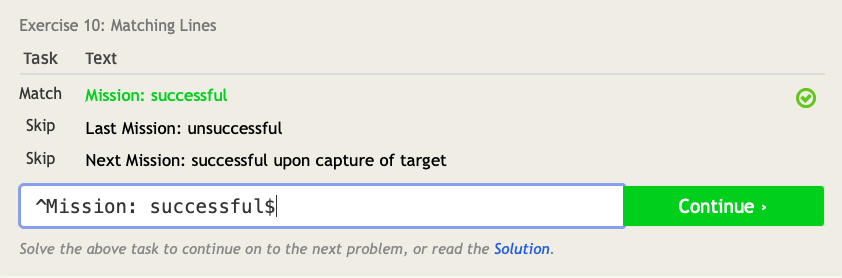 Exercise 10: Matching Lines
Task Text
Match Mission: successful
Skip Last Mission: unsuccessful
Skip Next Mission: successful upon capture of target
^Mission: successful$
Continue ›
Solve the above task to continue on to the next problem, or read the Solution.